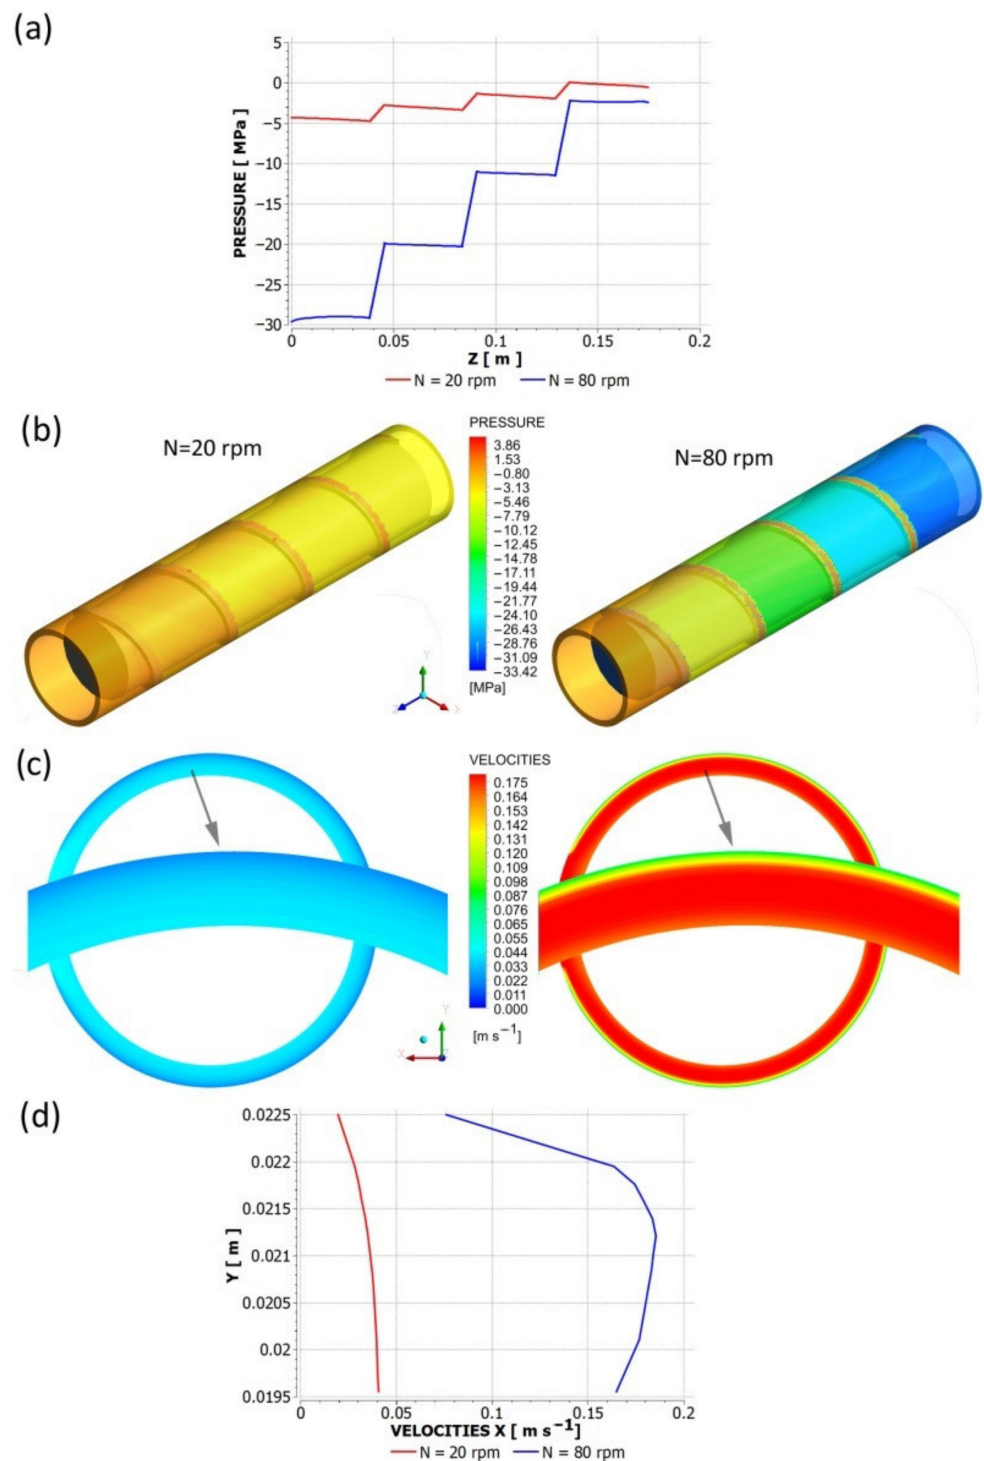 (a)
5
0
−5
−10
−15
−20
−25
−30
PRESSURE [ MPa ]
0 0.05 0.1 0.15 0.2
Z [ m ]
N = 20 rpm N = 80 rpm
(b)
N=20 rpm
PRESSURE
3.86
1.53
−0.80
−3.13
−5.46
−7.79
−10.12
−12.45
−14.78
−17.11
−19.44
−21.77
−24.10
−26.43
−28.76
−31.09
−33.42
[MPa]
N=80 rpm
Y
Z X
(c)
VELOCITIES
0.175
0.164
0.153
0.142
0.131
0.120
0.109
0.098
0.087
0.076
0.065
0.055
0.044
0.033
0.022
0.011
0.000
[m s−1]
Y
X Z
(d)
0.0225
0.022
0.0215
0.021
0.0205
0.02
0.0195
Y [ m ]
0 0.05 0.1 0.15 0.2
VELOCITIES X [ m s−1]
N = 20 rpm N = 80 rpm